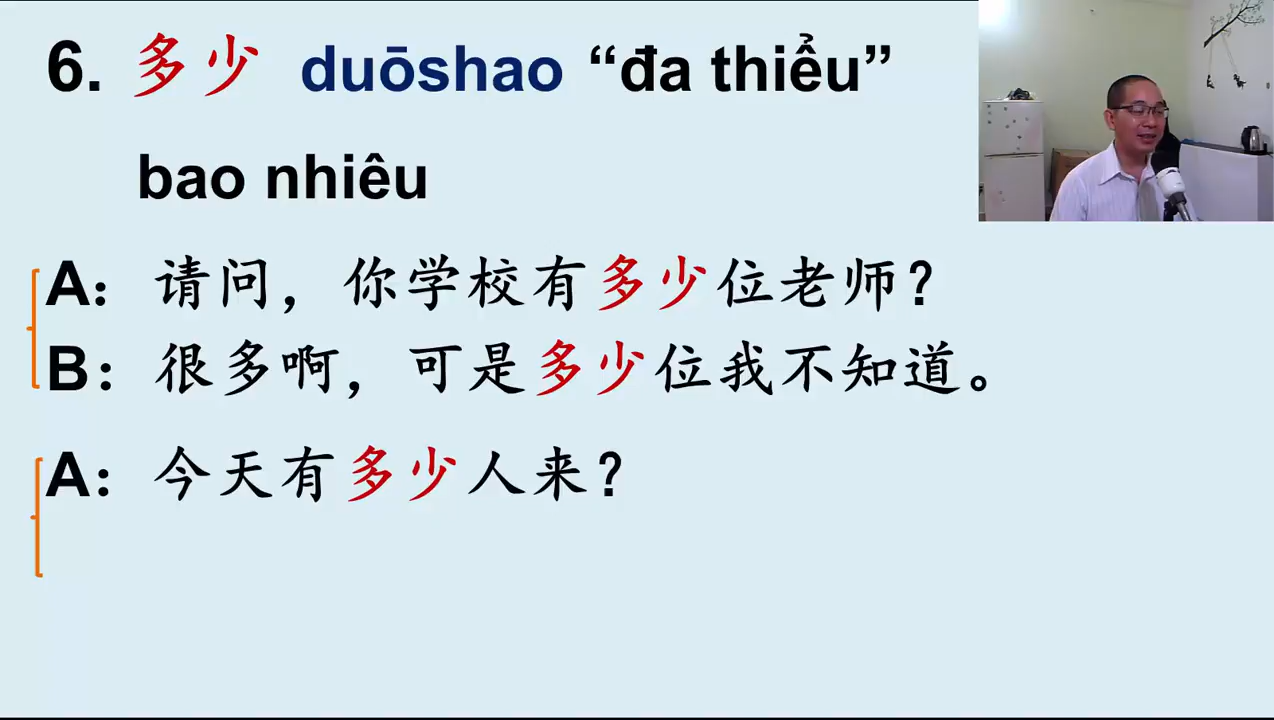 6. 多少 duōshao “đa thiểu”
bao nhiêu
A: 请问，你学校有多少位老师？
B: 很多啊，可是多少位我不知道。
A: 今天有多少人来？